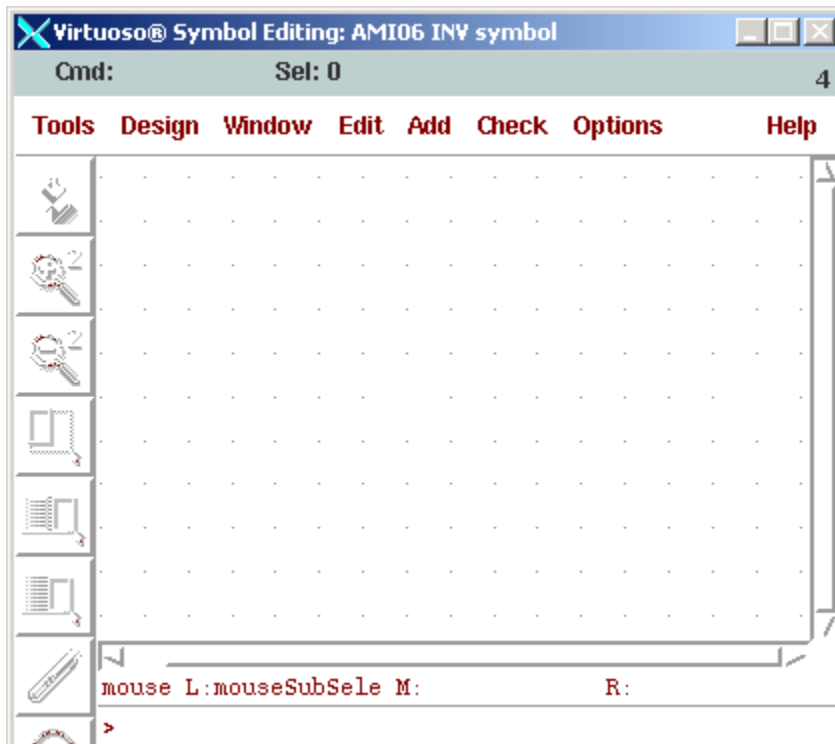 Virtuoso® Symbol Editing: AMI06 INV symbol
Cmd: Sel: 0 4
Tools Design Window Edit Add Check Options Help
mouse L:mouseSubSele M: R:
>